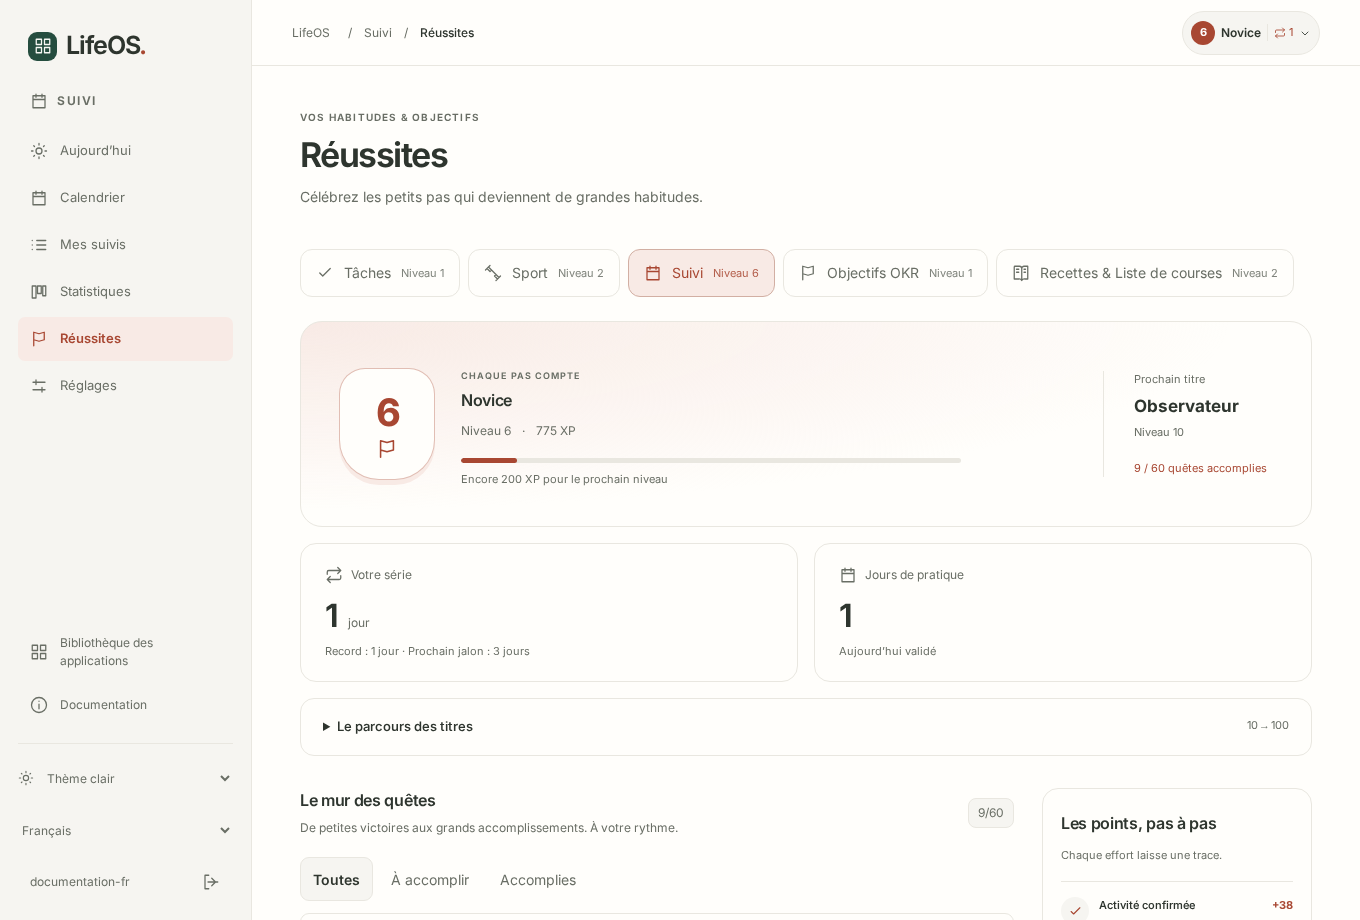 LifeOS.
SUIVI
Aujourd'hui
Calendrier
Mes suivis
Statistiques
Réussites
Réglages
Bibliothèque des
applications
Documentation
Thème clair
Français
documentation-fr
LifeOS / Suivi / Réussites
6 Novice 1
VOS HABITUDES & OBJECTIFS
Réussites
Célébrez les petits pas qui deviennent de grandes habitudes.
Tâches Niveau 1
Sport Niveau 2
Suivi Niveau 6
Objectifs OKR Niveau 1
Recettes & Liste de courses Niveau 2
6
CHAQUE PAS COMPTE
Novice
Niveau 6 · 775 XP
Encore 200 XP pour le prochain niveau
Prochain titre
Observateur
Niveau 10
9 / 60 quêtes accomplies
Votre série
1 jour
Record : 1 jour · Prochain jalon : 3 jours
Jours de pratique
1
Aujourd'hui validé
Le parcours des titres
10 → 100
Le mur des quêtes
De petites victoires aux grands accomplissements. À votre rythme.
9/60
Toutes
À accomplir
Accomplies
Les points, pas à pas
Chaque effort laisse une trace.
Activité confirmée +38